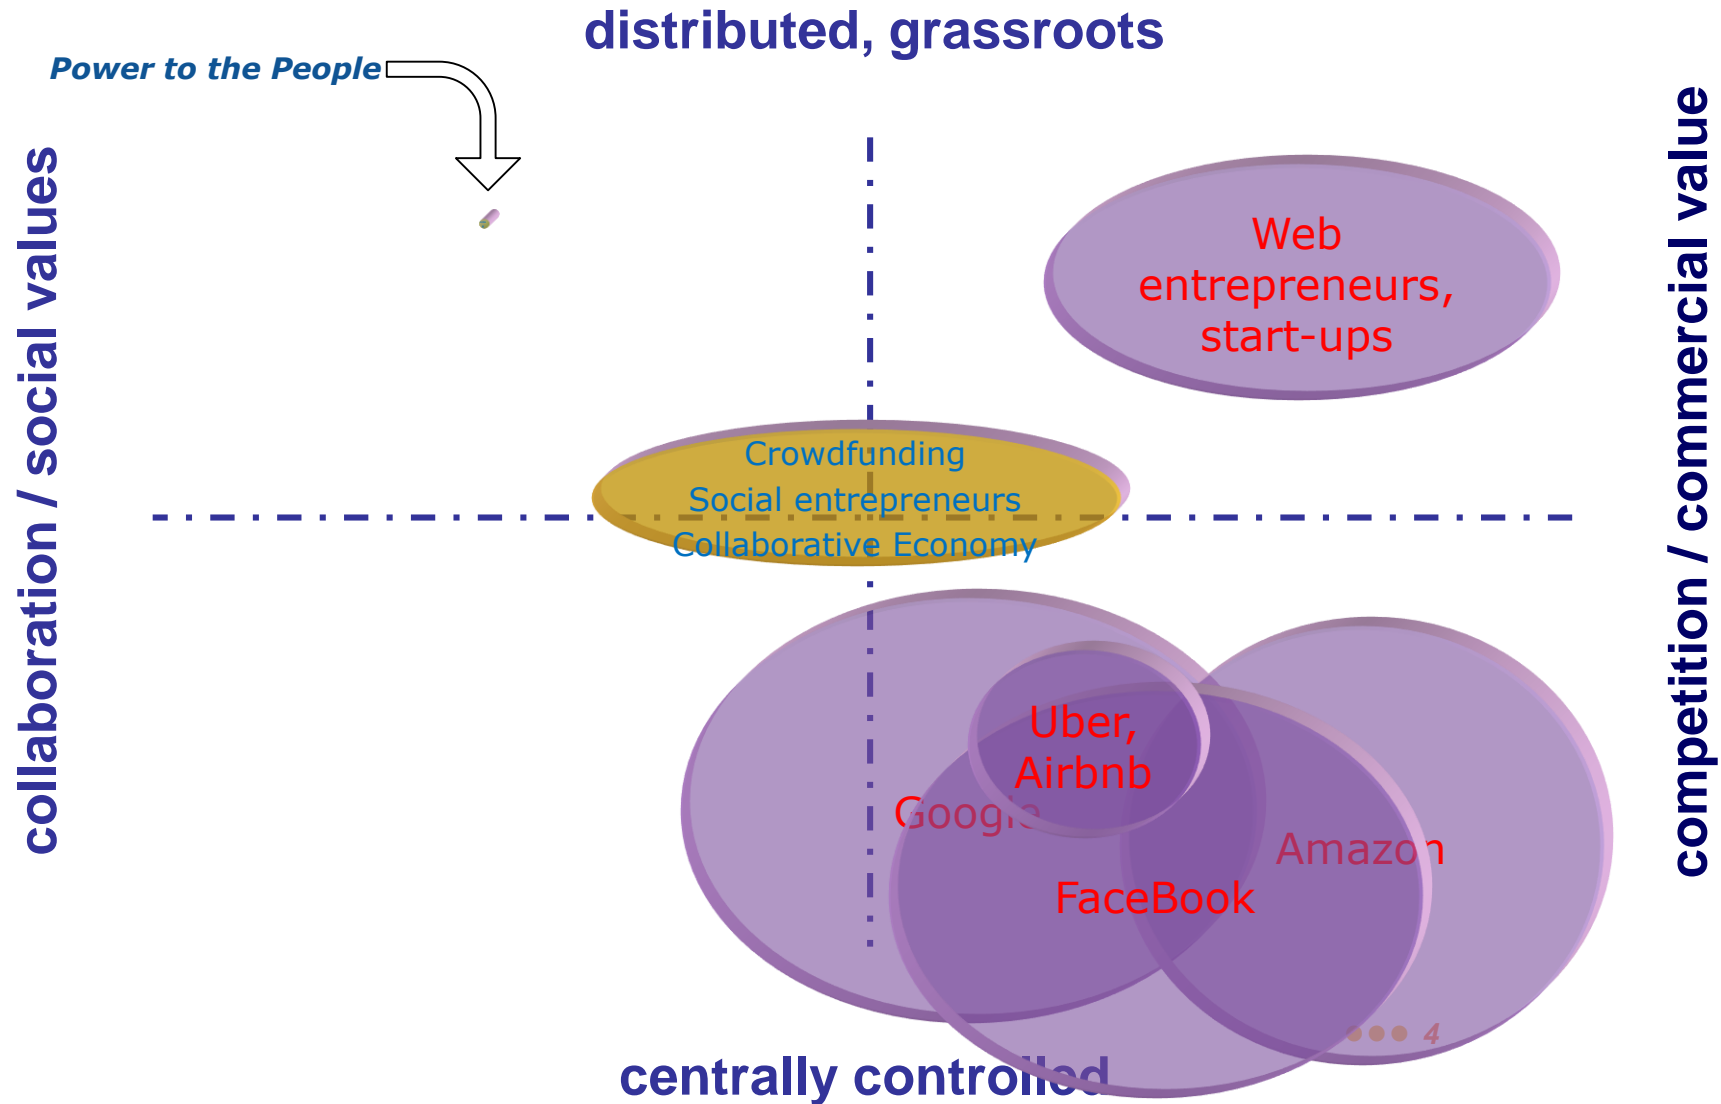 distributed, grassroots
Power to the People
collaboration / social values
competition / commercial value
Web
entrepreneurs,
start-ups
Crowdfunding
Social entrepreneurs
Collaborative Economy
Uber,
Airbnb
Google
Amazon
FaceBook
4
centrally controlled